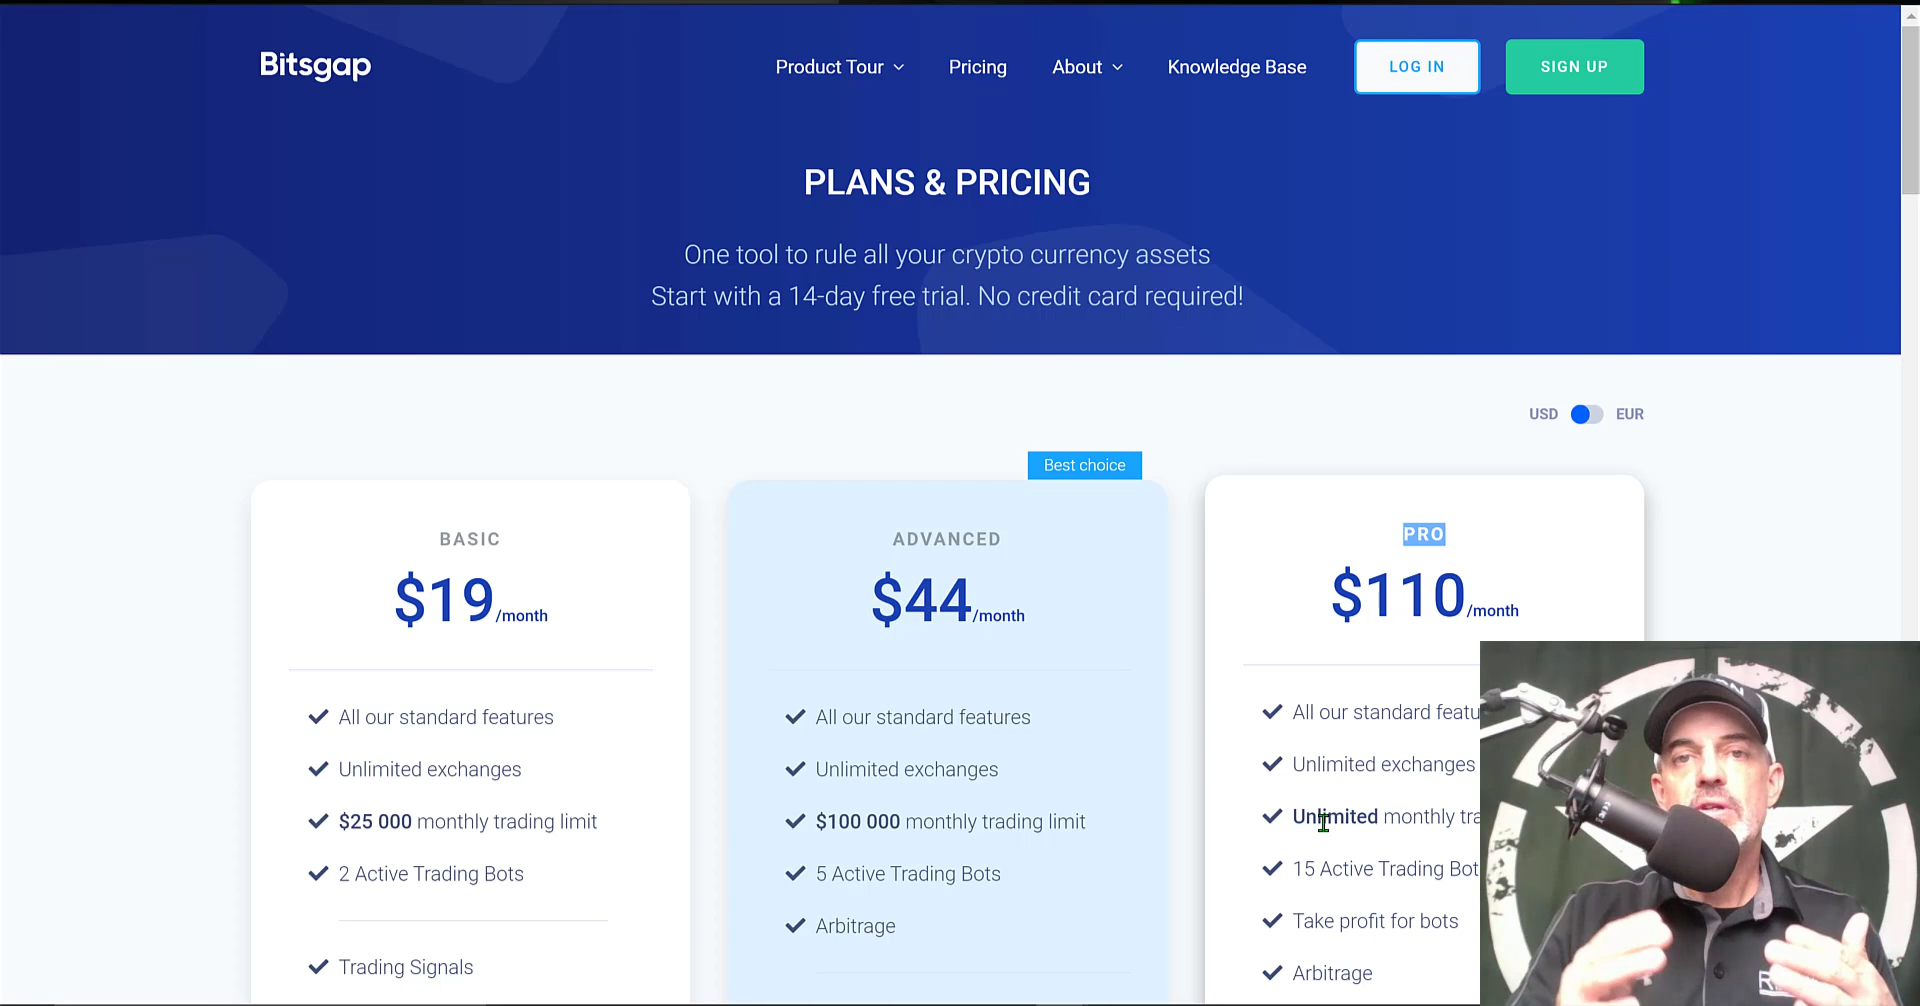 Bitsgap
Product Tour
Pricing
About
Knowledge Base
LOG IN
SIGN UP
PLANS & PRICING
One tool to rule all your crypto currency assets
Start with a 14-day free trial. No credit card required!
USD
EUR
BASIC
$19/month
All our standard features
Unlimited exchanges
$25 000 monthly trading limit
2 Active Trading Bots
Trading Signals
Best choice
ADVANCED
$44/month
All our standard features
Unlimited exchanges
$100 000 monthly trading limit
5 Active Trading Bots
Arbitrage
PRO
$110/month
All our standard
Unlimited exchanges
Unlimited monthly
15 Active Trading
Take profit for bots
Arbitrage